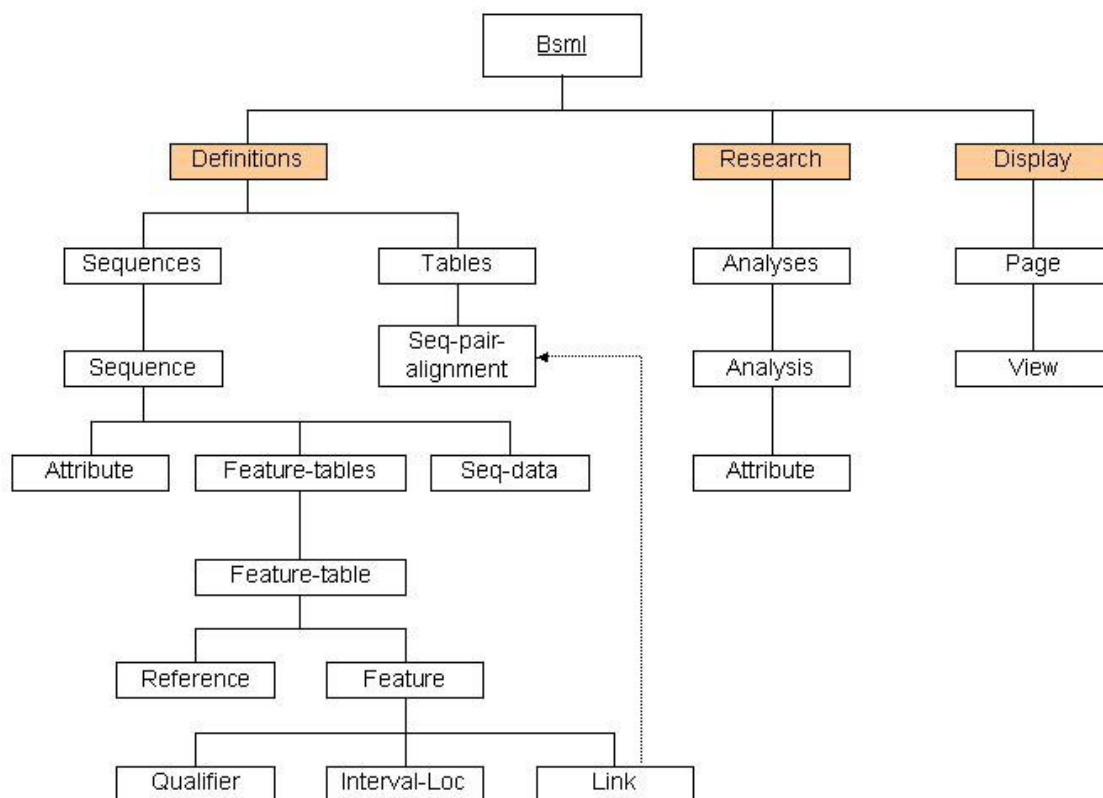 Bsml
Definitions
Research
Display
Sequences
Tables
Analyses
Page
Sequence
Seq-pair-
alignment
Analysis
View
Attribute
Feature-tables
Seq-data
Attribute
Feature-table
Reference
Feature
Qualifier
Interval-Loc
Link